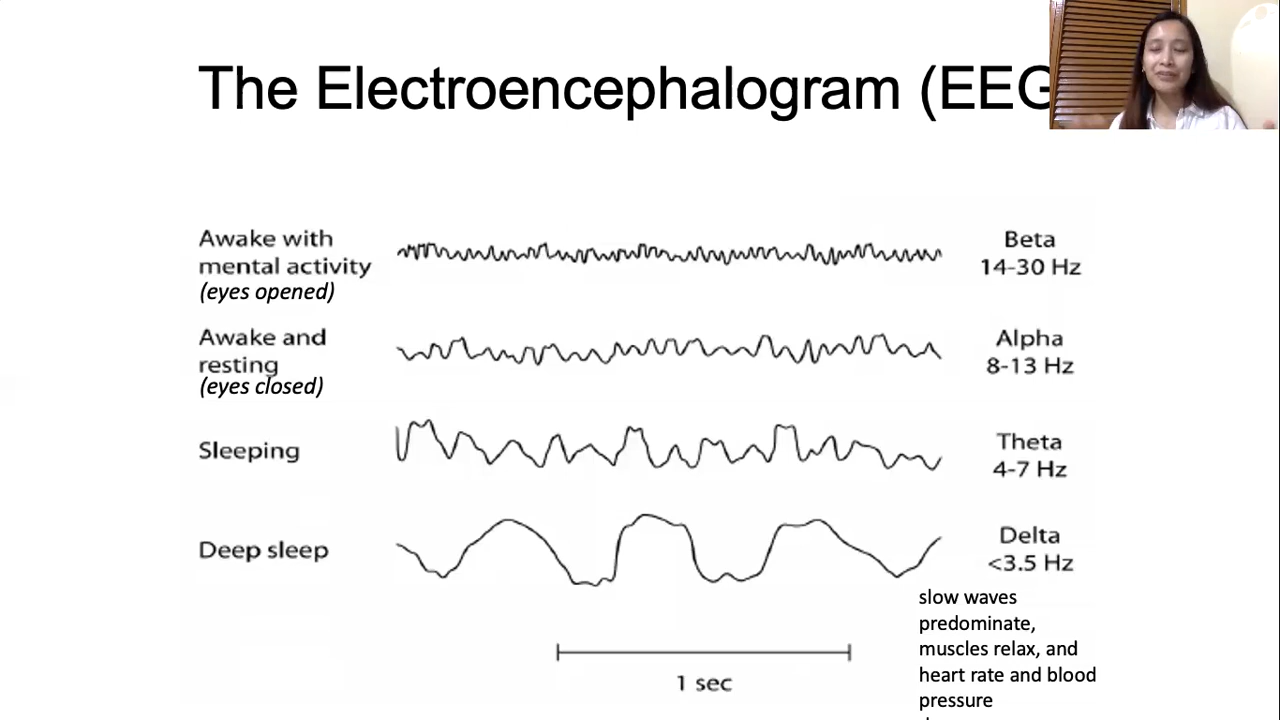 The Electroencephalogram (EEG
Awake with
mental activity
(eyes opened)
Beta
14-30 Hz
Awake and
resting
(eyes closed)
Alpha
8-13 Hz
Sleeping
Theta
4-7 Hz
Deep sleep
Delta
<3.5 Hz
slow waves
predominate,
muscles relax, and
heart rate and blood
pressure
1 sec